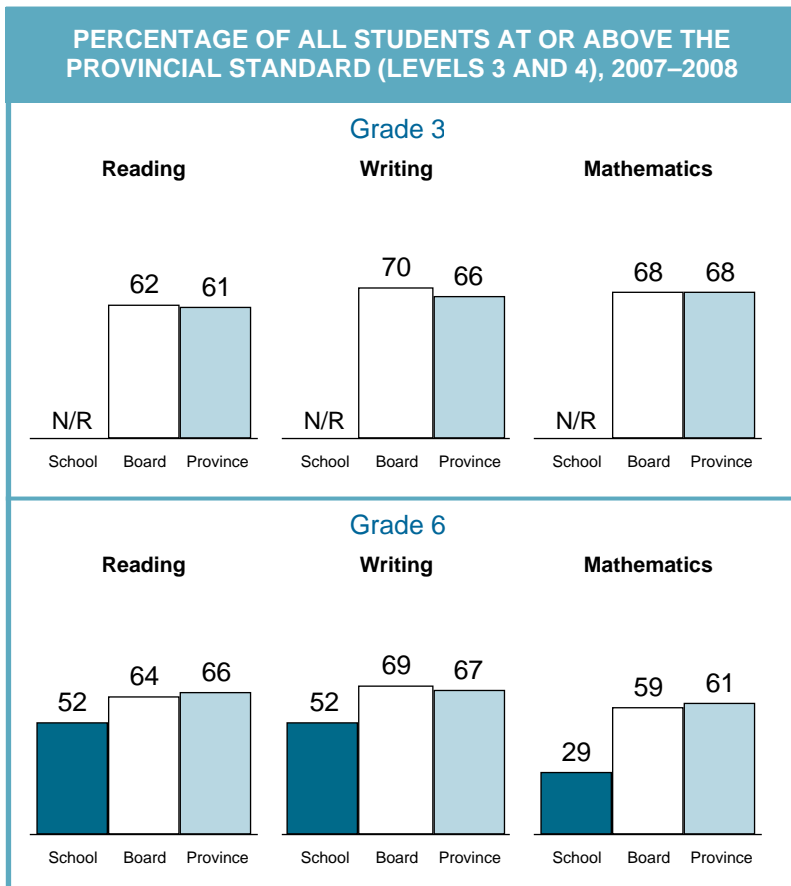 PERCENTAGE OF ALL STUDENTS AT OR ABOVE THE
PROVINCIAL STANDARD (LEVELS 3 AND 4), 2007–2008
Grade 3
Reading Writing Mathematics
62 61 70 66 68 68
N/R N/R N/R
School Board Province School Board Province School Board Province
Grade 6
Reading Writing Mathematics
52 64 66 52 69 67 29 59 61
School Board Province School Board Province School Board Province